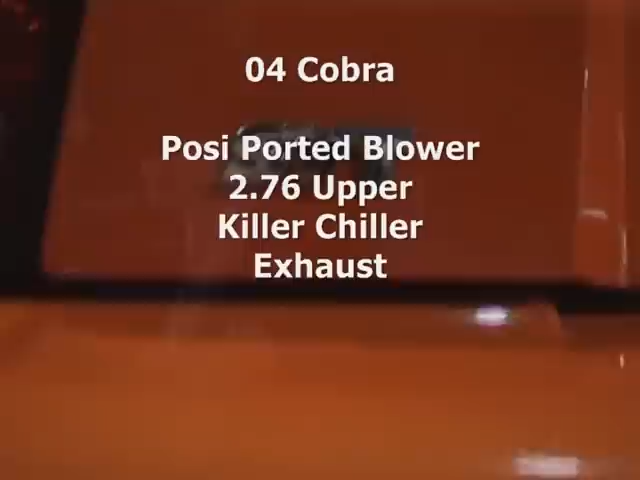 04 Cobra
Posi Ported Blower
2.76 Upper
Killer Chiller
Exhaust